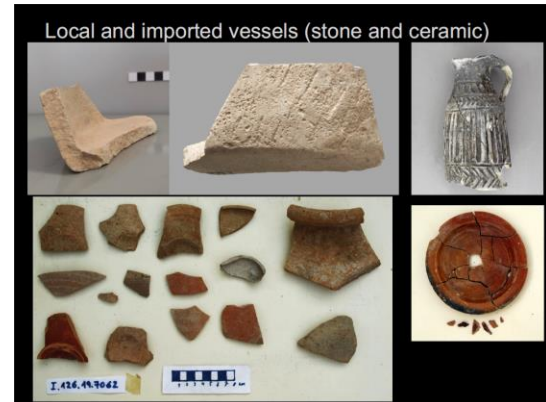 Local and imported vessels (stone and ceramic)
I.126.19.7062